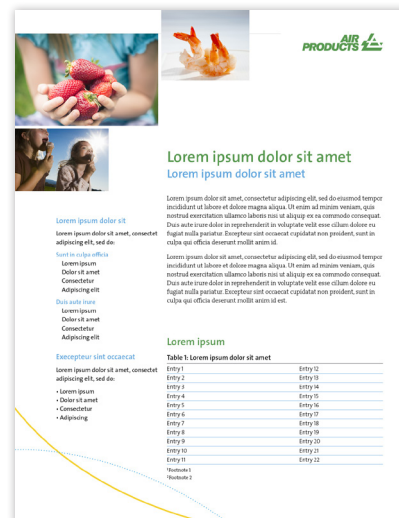 AIR
PRODUCTS
Lorem ipsum dolor sit amet
Lorem ipsum dolor sit amet
Lorem ipsum dolor sit amet, consectetur adipiscing elit, sed do eiusmod tempor
incididunt ut labore et dolore magna aliqua. Ut enim ad minim veniam, quis
nostrud exercitation ullamco laboris nisi ut aliquip ex ea commodo consequat.
Duis aute irure dolor in reprehenderit in voluptate velit esse cillum dolore eu
fugiat nulla pariatur. Excepteur sint occaecat cupidatat non proident, sunt in
culpa qui officia deserunt mollit anim id.
Lorem ipsum dolor sit amet, consectetur adipiscing elit, sed do eiusmod tempor
incididunt ut labore et dolore magna aliqua. Ut enim ad minim veniam, quis
nostrud exercitation ullamco laboris nisi ut aliquip ex ea commodo consequat.
Duis aute irure dolor in reprehenderit in voluptate velit esse cillum dolore eu
fugiat nulla pariatur. Excepteur sint occaecat cupidatat non proident, sunt in
culpa qui officia deserunt mollit anim id est.
Lorem ipsum dolor sit
Lorem ipsum dolor sit amet, consectet
adipiscing elit, sed do:
Sunt in culpa officia
Lorem ipsum
Dolor sit amet
Consectetur
Adipiscing elit
Duis aute irure
Lorem ipsum
Dolor sit amet
Consectetur
Adipiscing elit
Execepteur sint occaecat
Lorem ipsum dolor sit amet, consectet
adipiscing elit, sed do:
• Lorem ipsum
• Dolor sit amet
• Consectetur
• Adipiscing
Lorem ipsum
Table 1: Lorem ipsum dolor sit amet
Entry 1 Entry 12
Entry 2 Entry 13
Entry 3 Entry 14
Entry 4 Entry 15
Entry 5 Entry 16
Entry 6 Entry 17
Entry 7 Entry 18
Entry 8 Entry 19
Entry 9 Entry 20
Entry 10 Entry 21
Entry 11 Entry 22
¹Footnote 1
²Footnote 2